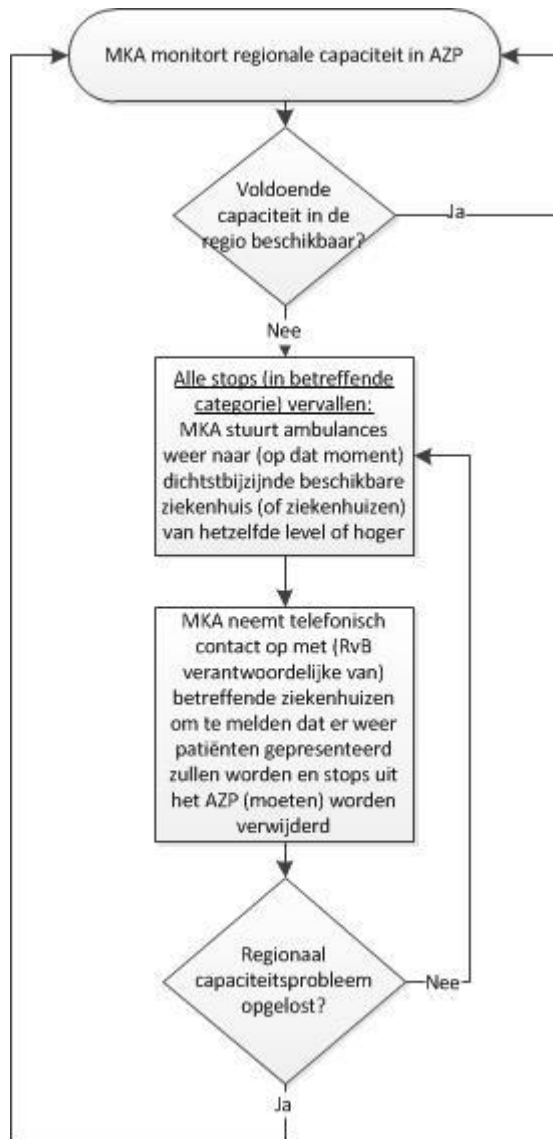 MKA monitort regionale capaciteit in AZP
Voldoende
capaciteit in de
regio beschikbaar?
Ja
Nee
Alle stops (in betreffende
categorie) vervallen:
MKA stuurt ambulances
weer naar (op dat moment)
dichtstbijzijnde beschikbare
ziekenhuis (of ziekenhuizen)
van hetzelfde level of hoger
MKA neemt telefonisch
contact op met (RvB
verantwoordelijke van)
betreffende ziekenhuizen
om te melden dat er weer
patiënten gepresenteerd
zullen worden en stops uit
het AZP (moeten) worden
verwijderd
Regionaal
capaciteitsprobleem
opgelost?
Nee
Ja